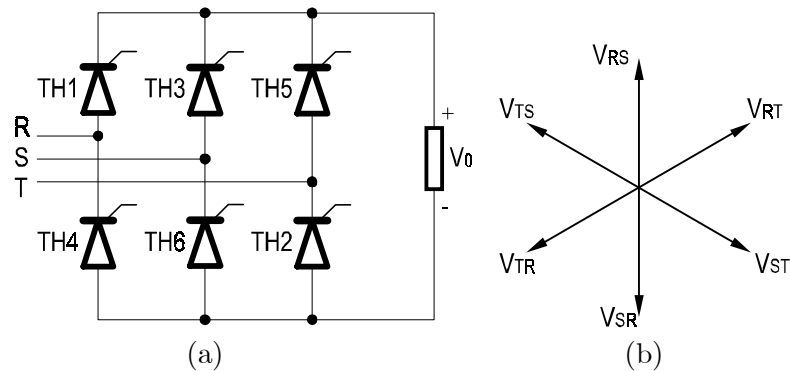 TH1 TH3 TH5
R
S
T
TH4 TH6 TH2
+
V0
-
(a)
VRS
VTS VRT
VTR VST
VSR
(b)